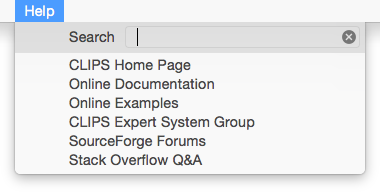 Help
Search
CLIPS Home Page
Online Documentation
Online Examples
CLIPS Expert System Group
SourceForge Forums
Stack Overflow Q&A